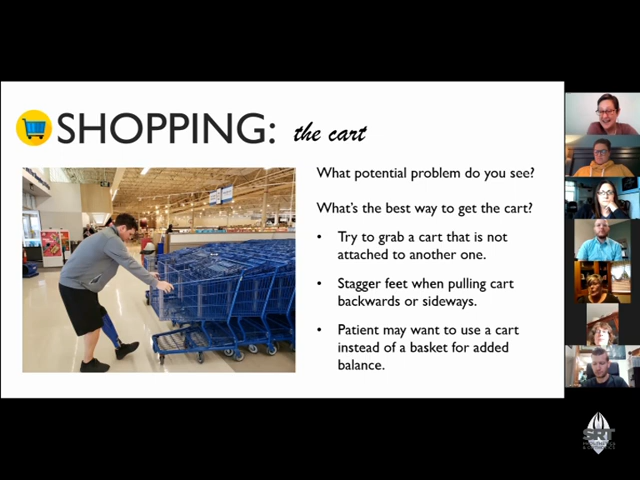 SHOPPING: the cart
What potential problem do you see?
What's the best way to get the cart?
• Try to grab a cart that is not
attached to another one.
• Stagger feet when pulling cart
backwards or sideways.
• Patient may want to use a cart
instead of a basket for added
balance.
SRT